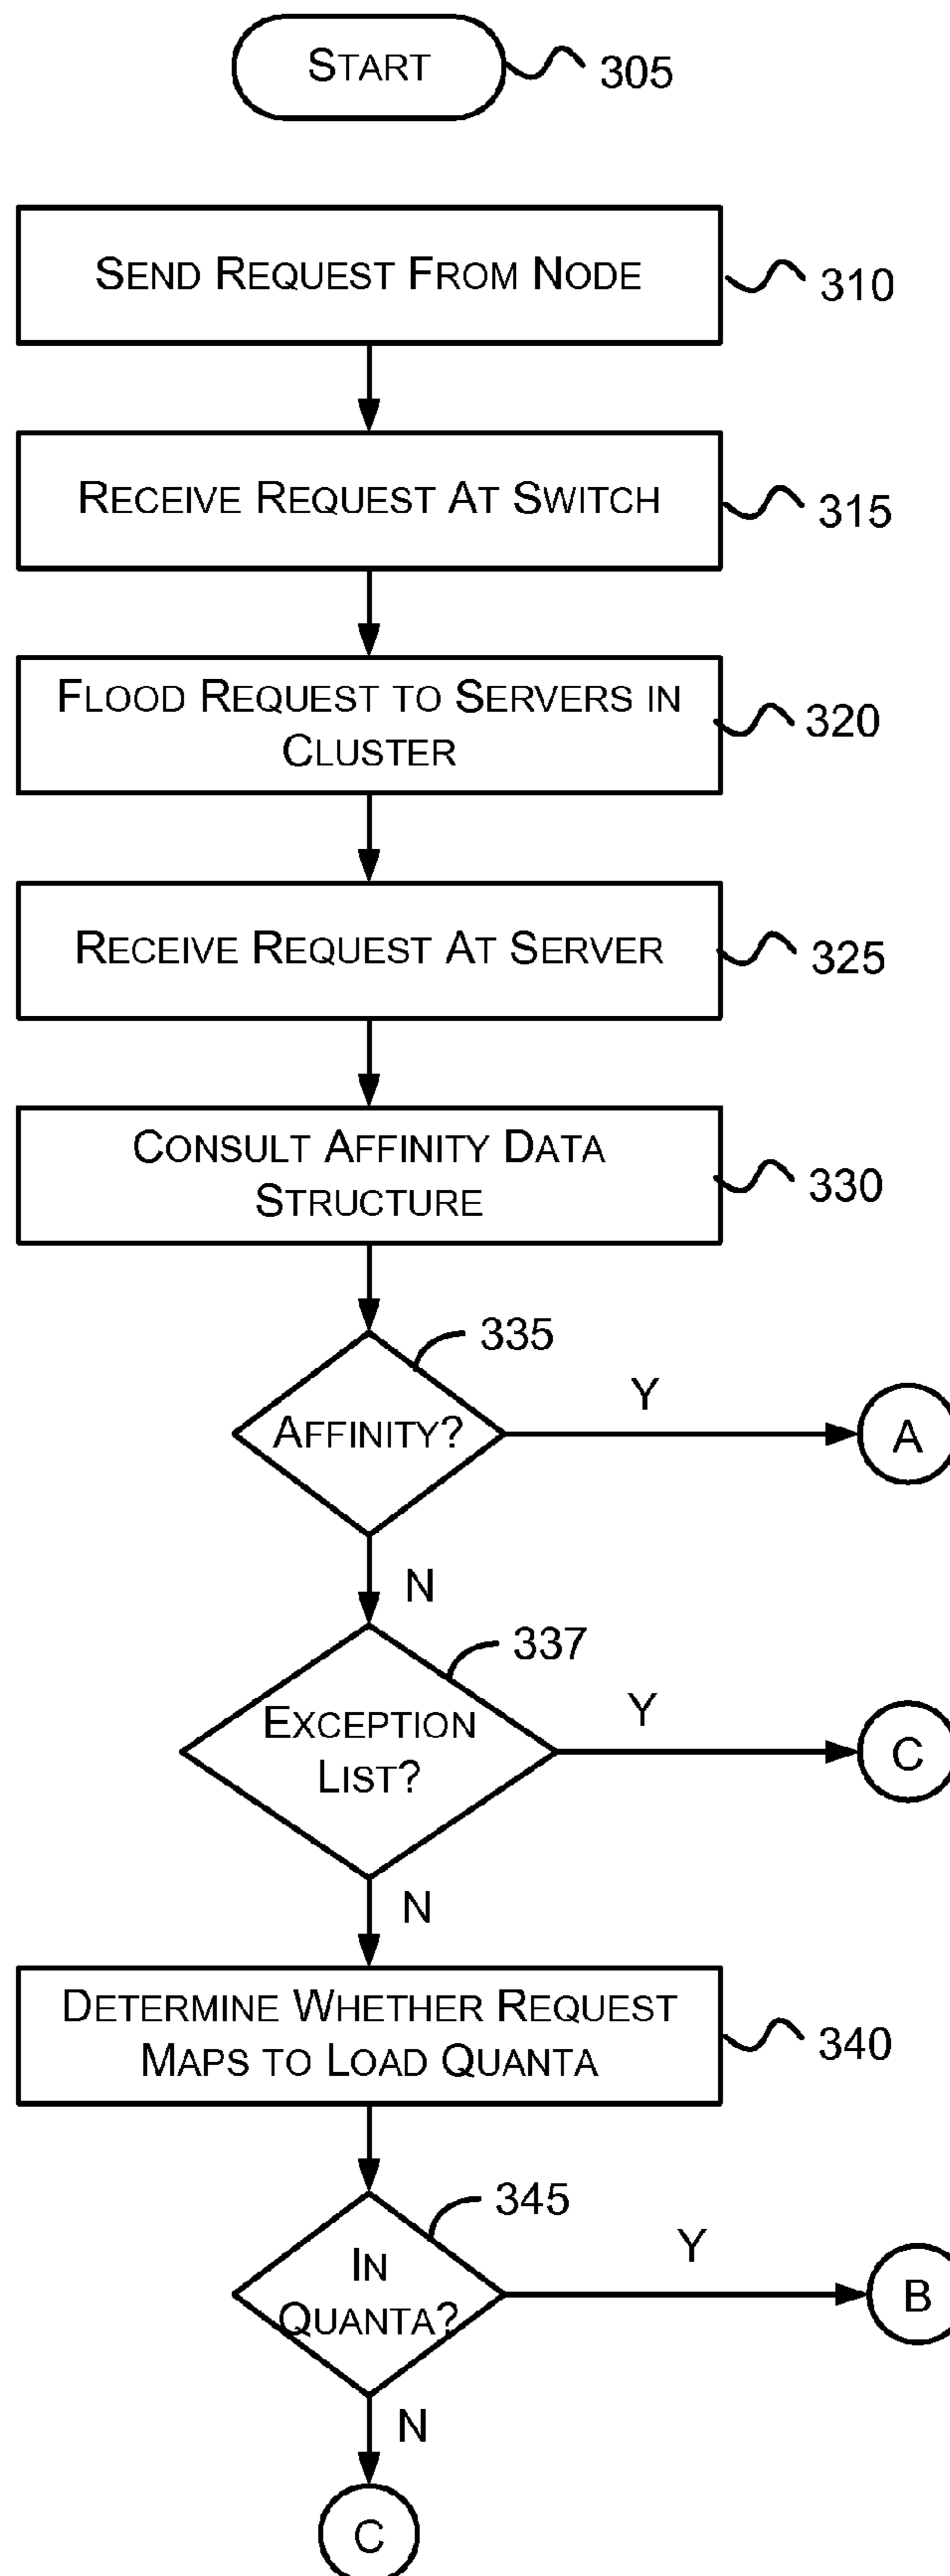 START
305
SEND REQUEST FROM NODE
310
RECEIVE REQUEST AT SWITCH
315
FLOOD REQUEST TO SERVERS IN
CLUSTER
320
RECEIVE REQUEST AT SERVER
325
CONSULT AFFINITY DATA
STRUCTURE
330
335
AFFINITY?
Y
A
N
337
EXCEPTION
LIST?
Y
C
N
DETERMINE WHETHER REQUEST
MAPS TO LOAD QUANTA
340
345
IN
QUANTA?
Y
B
N
C